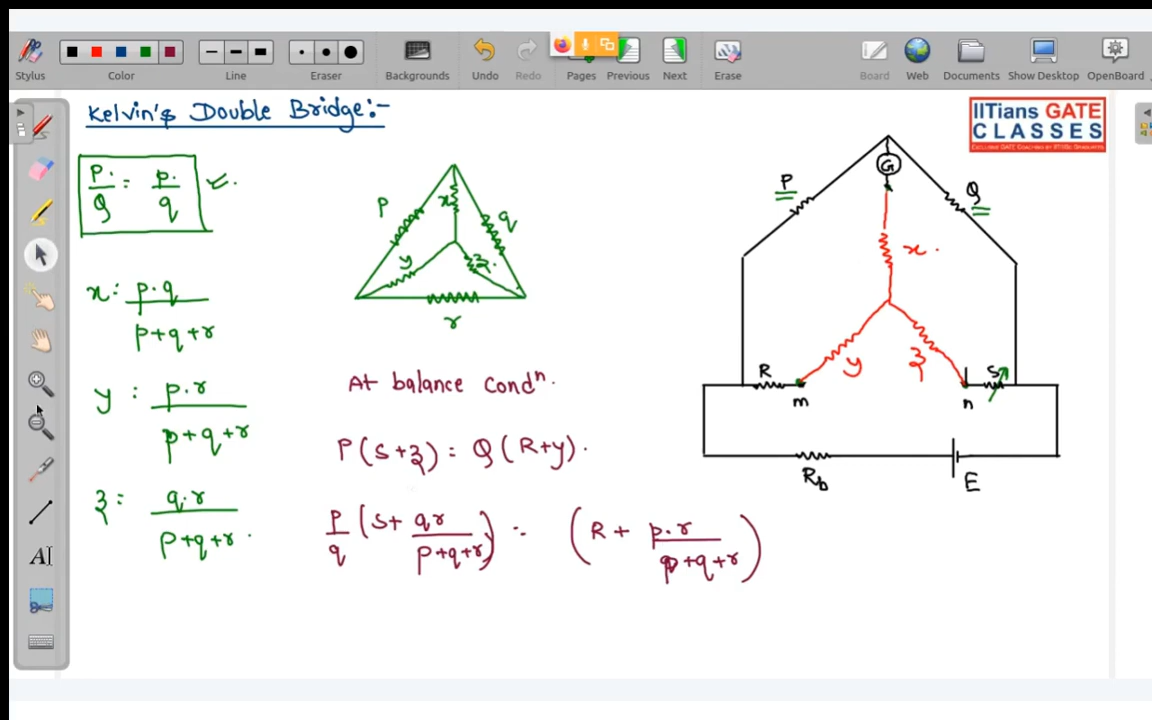 Stylus
Color
Line
Eraser
Backgrounds
Undo
Redo
Pages
Previous
Next
Erase
Board
Web
Documents
Show Desktop
OpenBoard
Kelvin's Double Bridge:-
IITians GATE
CLASSES
P/Q = p/q
x = p.q / p+q+r
y = p.r / p+q+r
z = q.r / p+q+r
p
x
q
y
z
r
At balance condn.
P(S+z) = Q(R+y).
P/q (S+ qr / p+q+r) = (R + p.r / p+q+r)
G
P
Q
x
y
z
R
m
n
S
Rb
E
AI